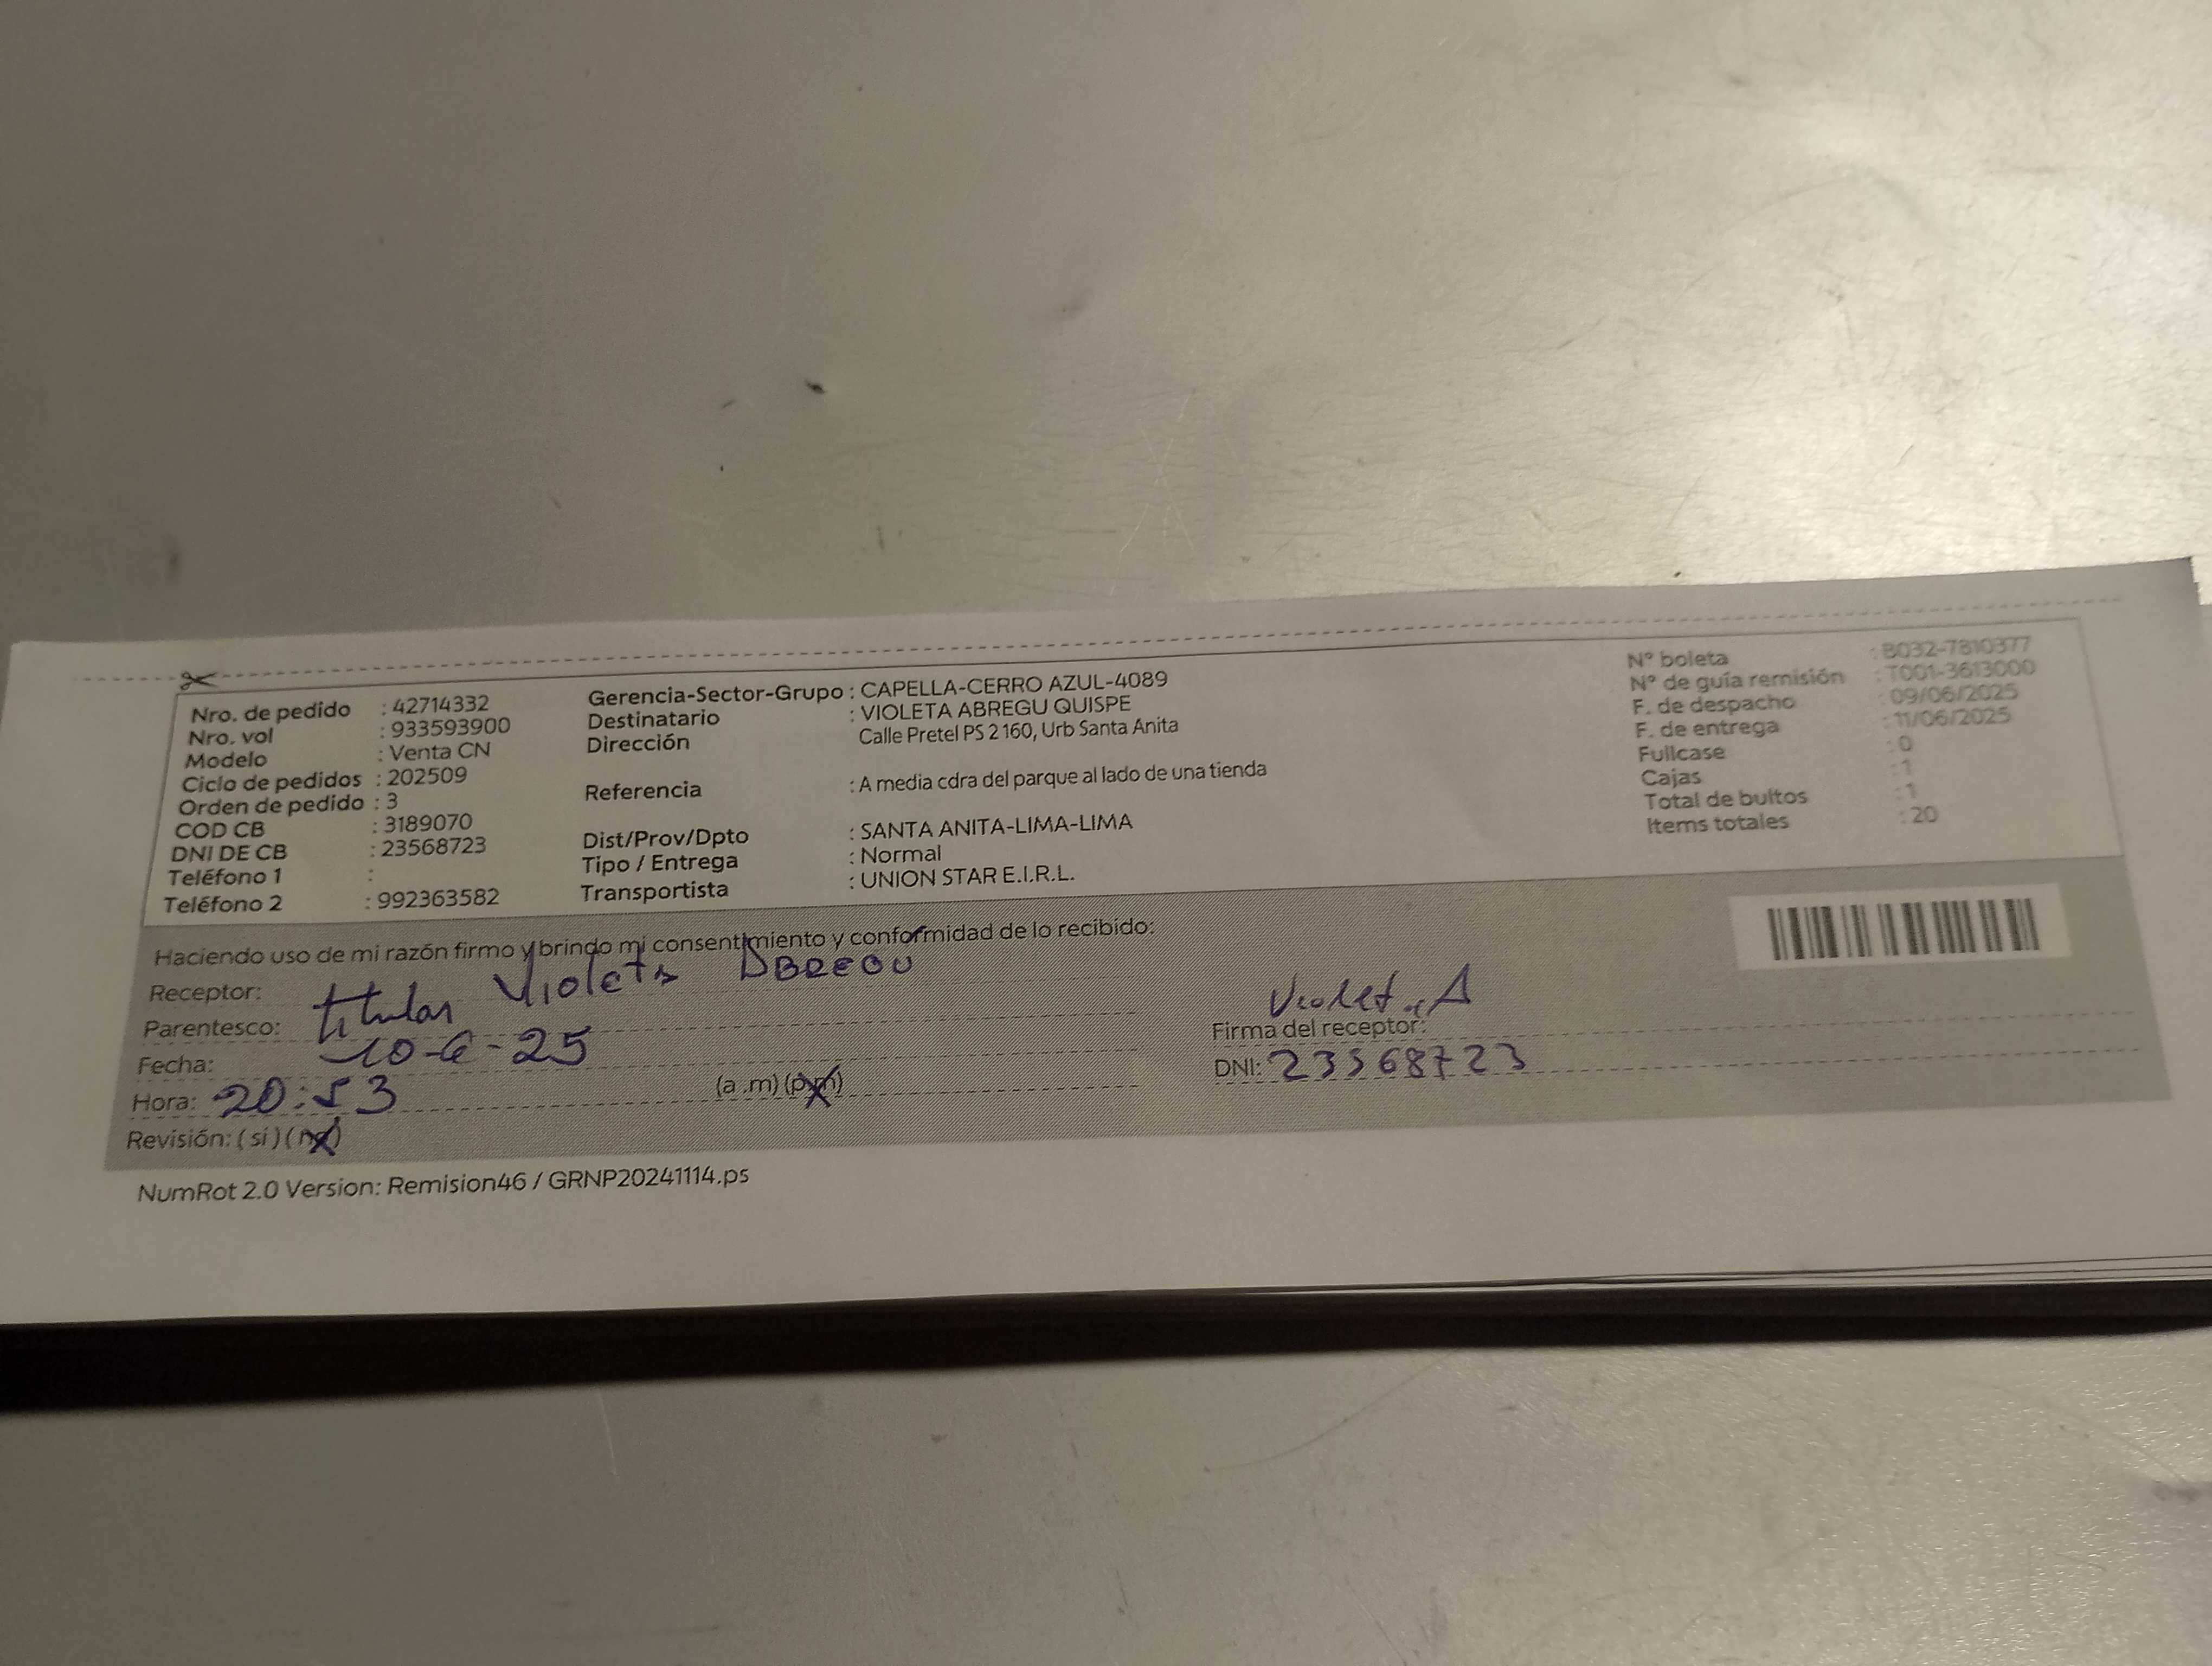 Nro. de pedido : 42714332
Nro. vol : 933593900
Modelo : Venta CN
Ciclo de pedidos : 202509
Orden de pedido : 3
COD CB : 3189070
DNI DE CB : 23568723
Teléfono 1 :
Teléfono 2 : 992363582
Gerencia-Sector-Grupo : CAPELLA-CERRO AZUL-4089
Destinatario : VIOLETA ABREGU QUISPE
Dirección Calle Pretel PS 2 160, Urb Santa Anita
Referencia : A media cdra del parque al lado de una tienda
Dist/Prov/Dpto : SANTA ANITA-LIMA-LIMA
Tipo / Entrega : Normal
Transportista : UNION STAR E.I.R.L.
N° boleta : B032-7810377
N° de guía remisión : T001-3613000
F. de despacho : 09/06/2025
F. de entrega : 11/06/2025
Fullcase : 0
Cajas : 1
Total de bultos : 1
Items totales : 20
Haciendo uso de mi razón firmo y brindo mi consentimiento y conformidad de lo recibido:
Receptor: Violeta ABREGU
Parentesco: titular
Fecha: 10-6-25
Hora: 20:53 (a.m) (p.m)
Revisión: (si) (no)
Violeta A
Firma del receptor:
DNI: 23568723
NumRot 2.0 Version: Remision46 / GRNP20241114.ps